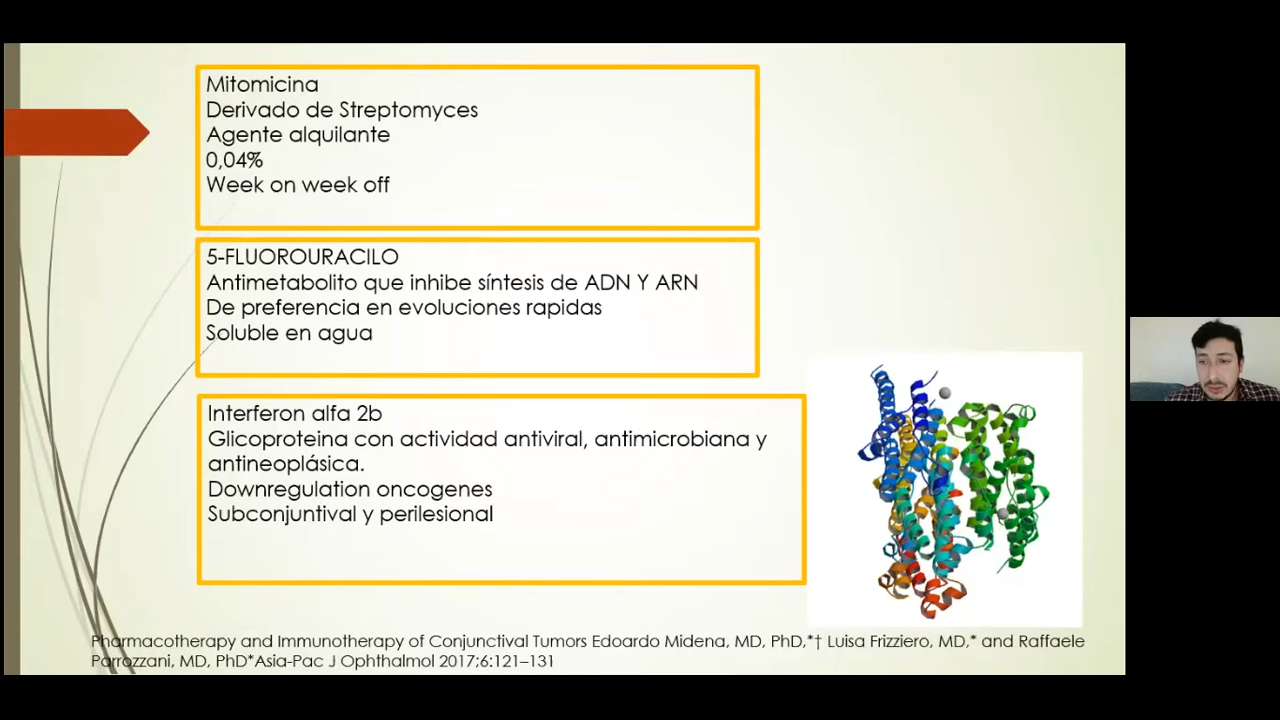 Mitomicina
Derivado de Streptomyces
Agente alquilante
0,04%
Week on week off
5-FLUOROURACILO
Antimetabolito que inhibe síntesis de ADN Y ARN
De preferencia en evoluciones rapidas
Soluble en agua
Interferon alfa 2b
Glicoproteina con actividad antiviral, antimicrobiana y
antineoplásica.
Downregulation oncogenes
Subconjuntival y perilesional
Pharmacotherapy and Immunotherapy of Conjunctival Tumors Edoardo Midena, MD, PhD,*† Luisa Frizziero, MD,* and Raffaele
Parrozzani, MD, PhD*Asia-Pac J Ophthalmol 2017;6:121–131